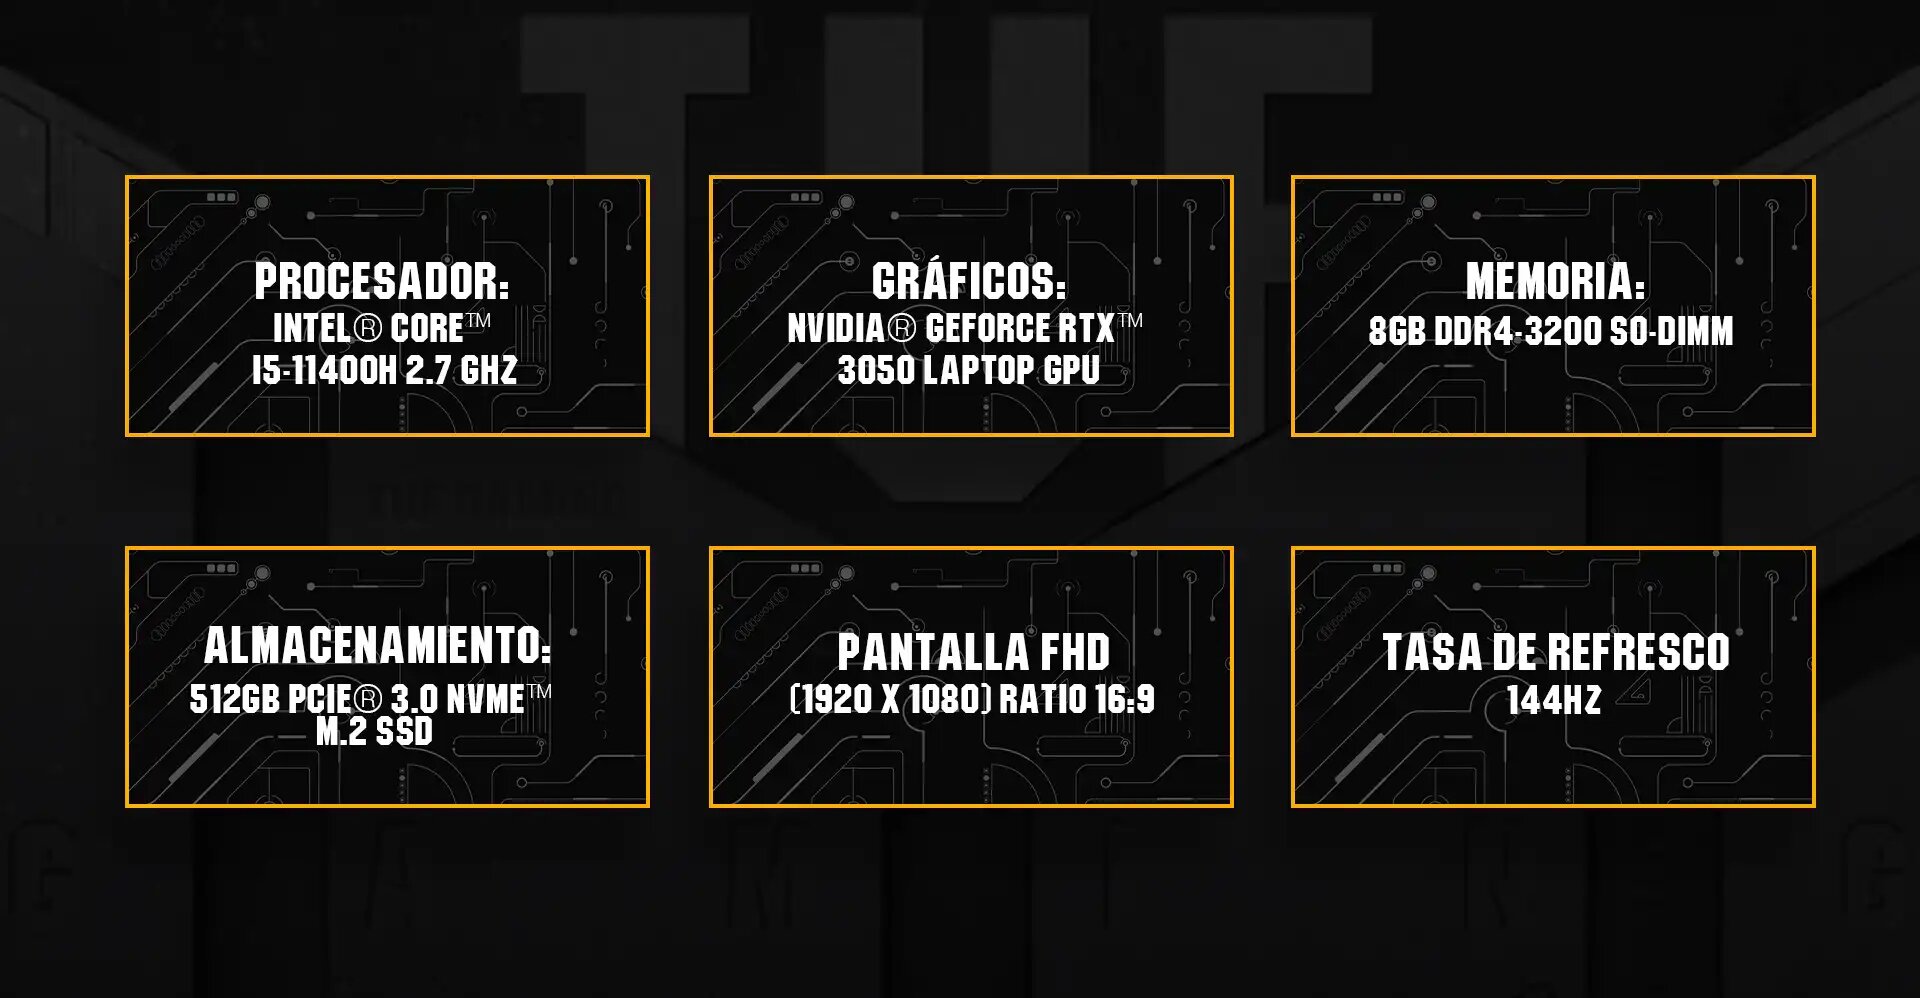 TUF
PROCESADOR:
INTEL® CORE™
I5-11400H 2.7 GHZ
GRÁFICOS:
NVIDIA® GEFORCE RTX™
3050 LAPTOP GPU
MEMORIA:
8GB DDR4-3200 SO-DIMM
ALMACENAMIENTO:
512GB PCIE® 3.0 NVME™
M.2 SSD
PANTALLA FHD
(1920 X 1080) RATIO 16:9
TASA DE REFRESCO
144HZ
GAMING